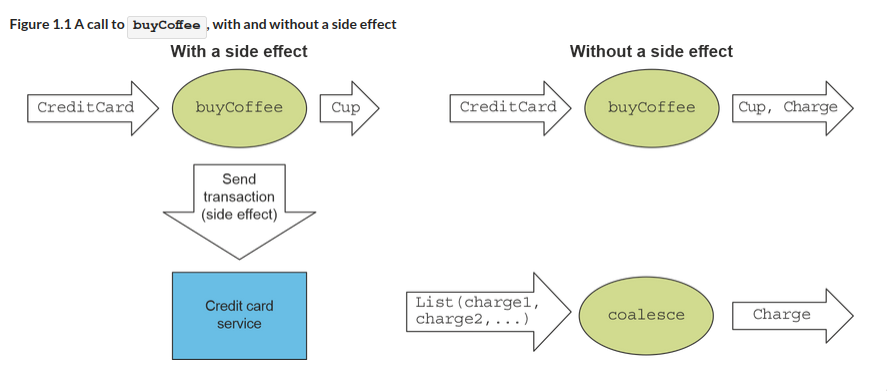 Figure 1.1 A call to buyCoffee , with and without a side effect
With a side effect
Without a side effect
CreditCard
buyCoffee
Cup
CreditCard
buyCoffee
Cup, Charge
Send
transaction
(side effect)
Credit card
service
List(charge1,
charge2,...)
coalesce
Charge